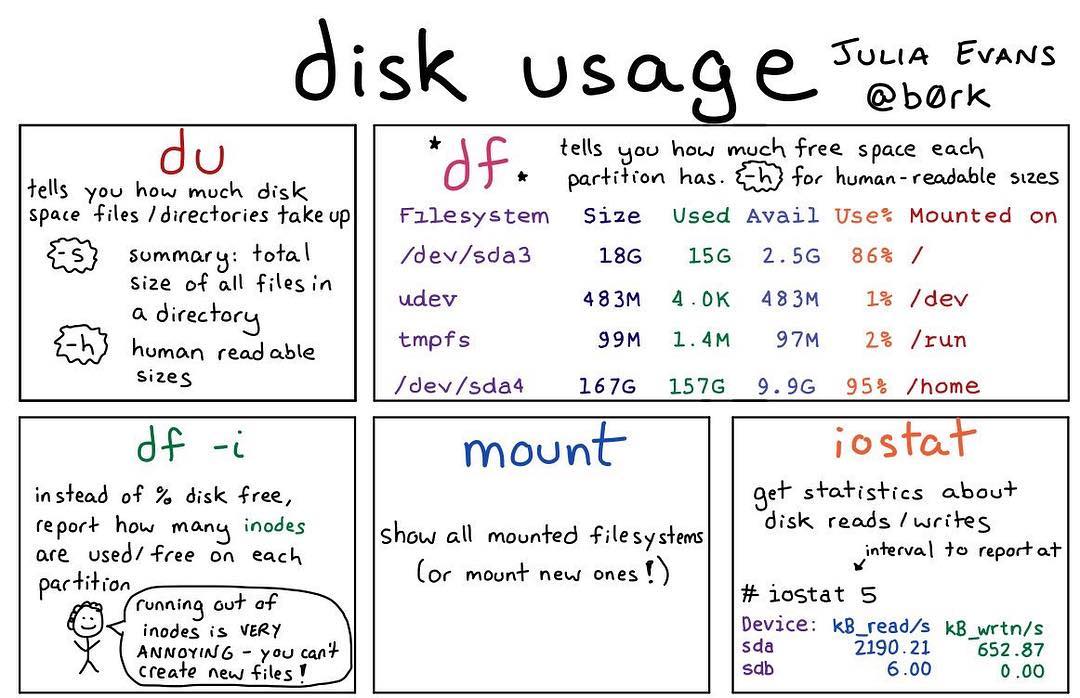 disk usage
JULIA EVANS
@b0rk
du
tells you how much disk
space files/directories take up
-s
summary: total
size of all files in
a directory
-h
human readable
sizes
*df*
tells you how much free space each
partition has. -h for human-readable sizes
Filesystem Size Used Avail Use% Mounted on
/dev/sda3 18G 15G 2.5G 86% /
udev 483M 4.0K 483M 1% /dev
tmpfs 99M 1.4M 97M 2% /run
/dev/sda4 167G 157G 9.9G 95% /home
df -i
instead of % disk free,
report how many inodes
are used/free on each
partition
running out of
inodes is VERY
ANNOYING - you can't
create new files!
mount
show all mounted filesystems
(or mount new ones!)
iostat
get statistics about
disk reads/writes
interval to report at
# iostat 5
Device: kB_read/s kB_wrtn/s
sda 2190.21 652.87
sdb 6.00 0.00